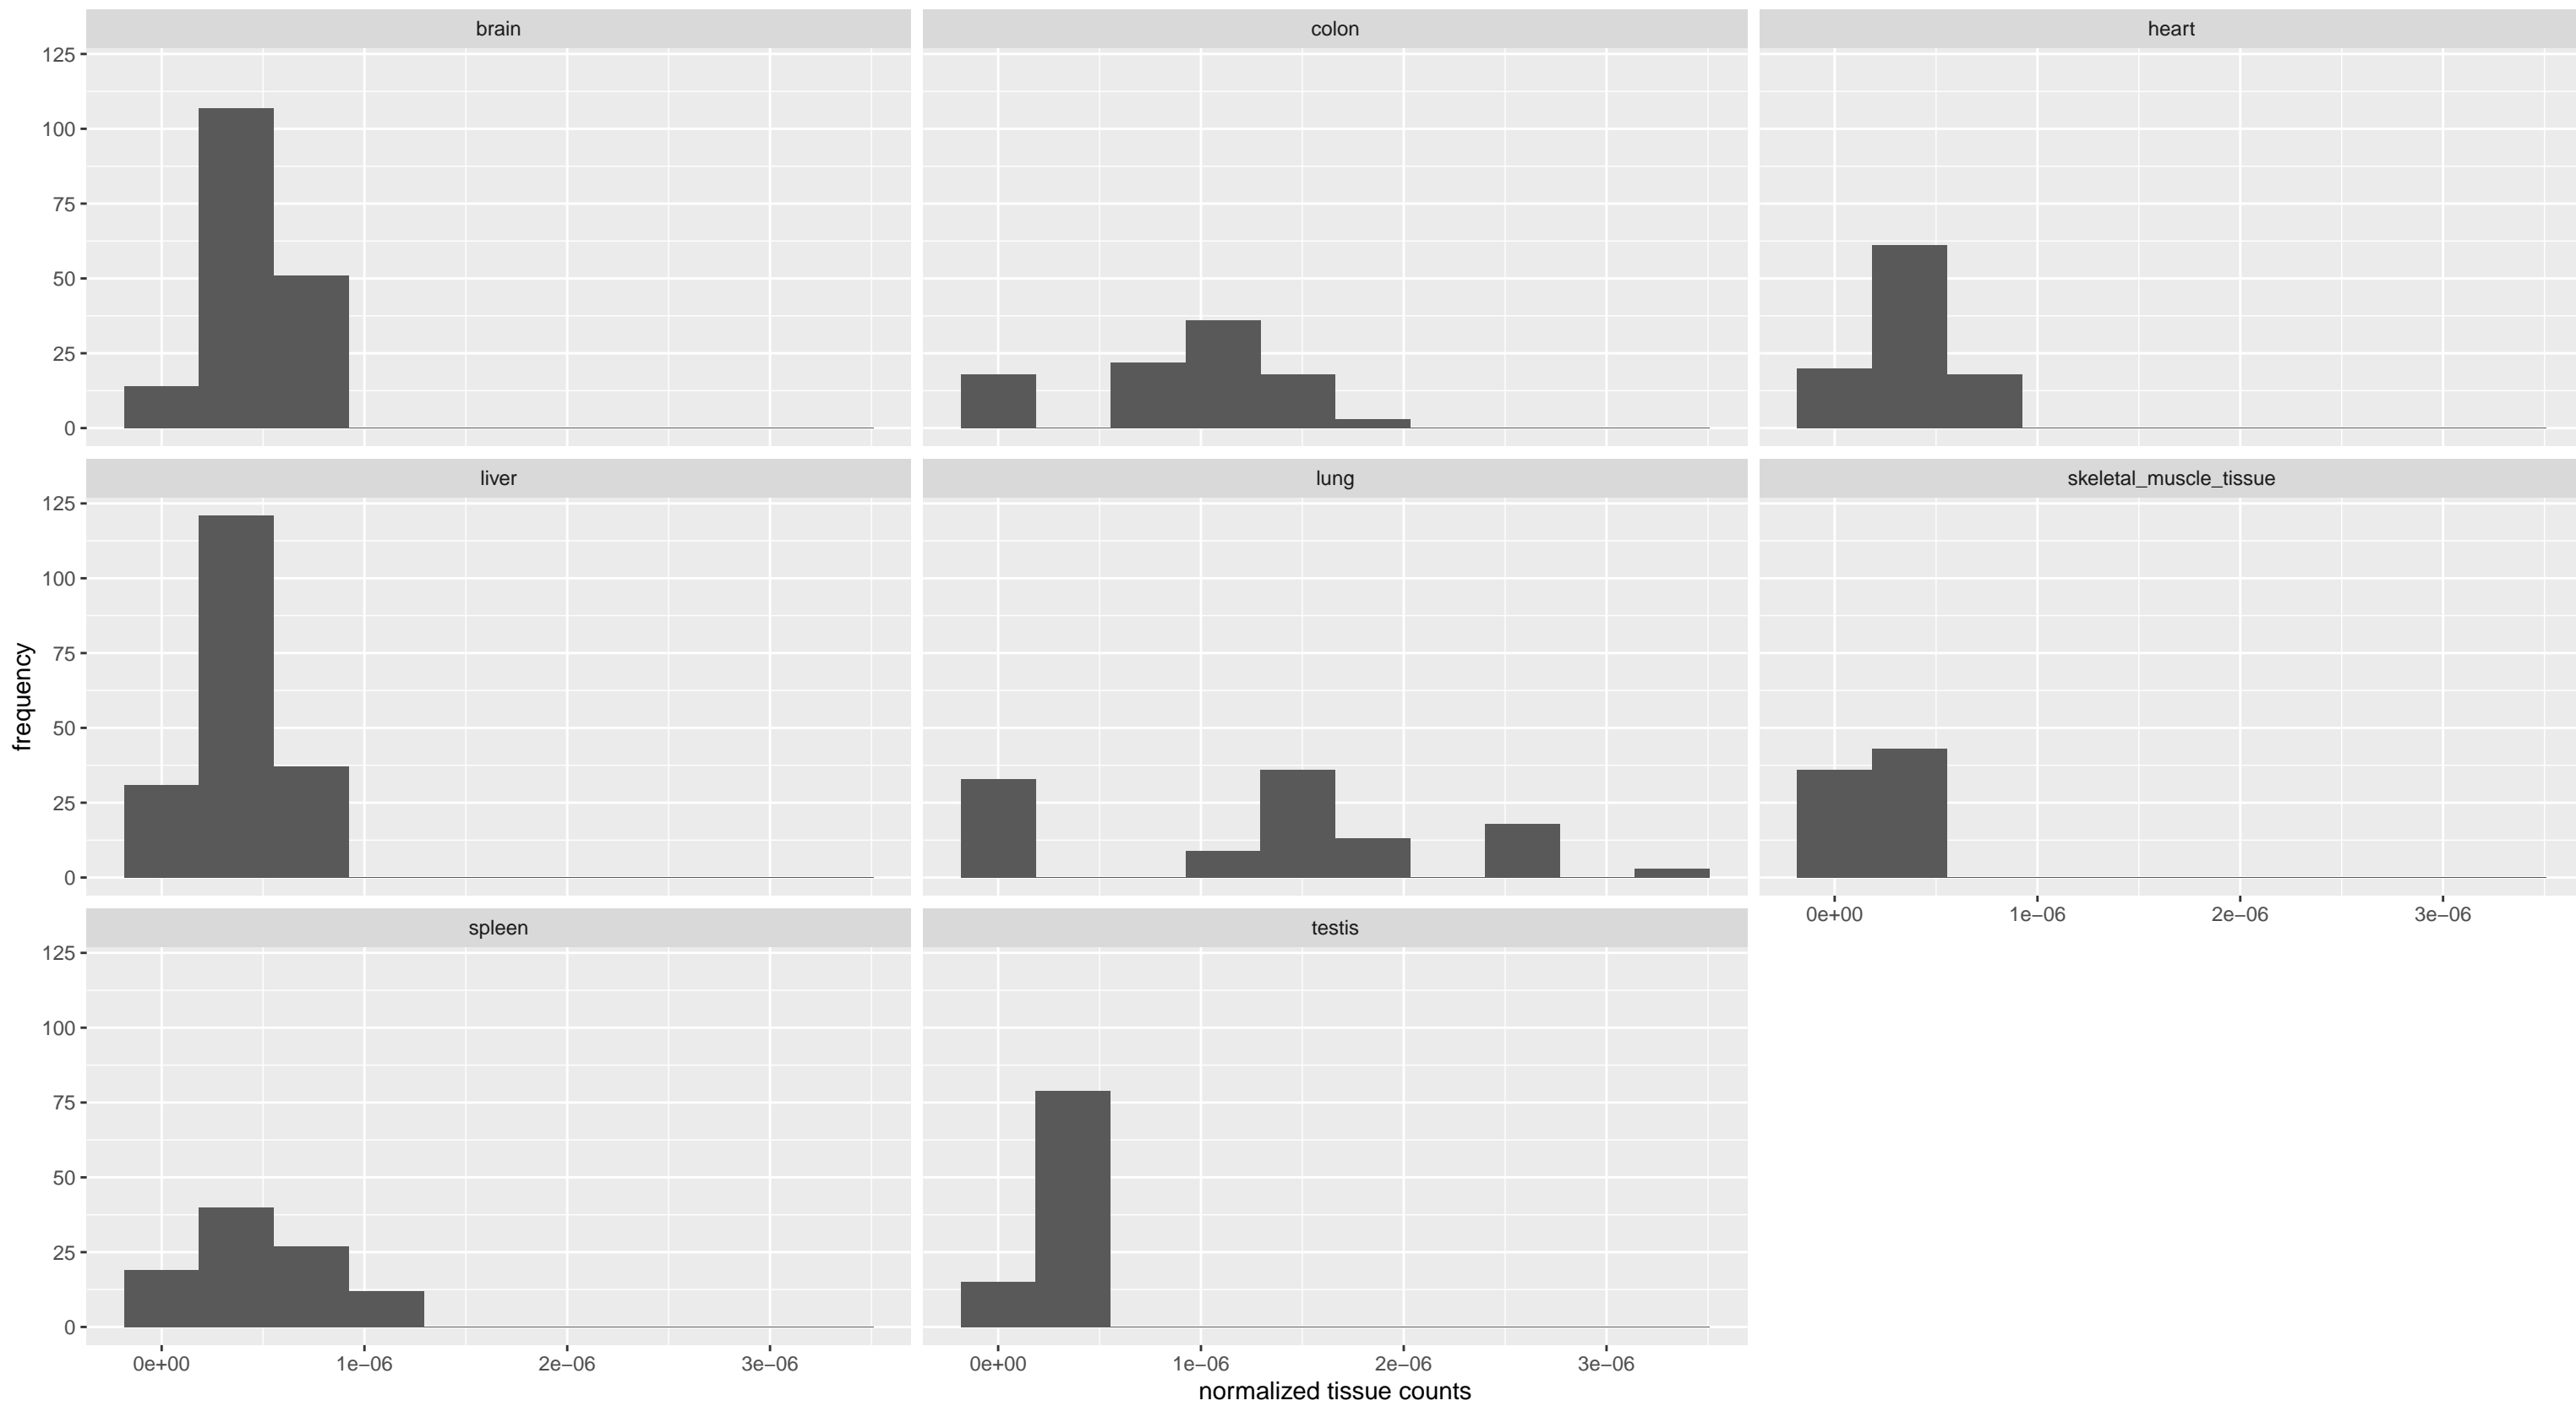 brain
colon
heart
125
100
75
50
25
0
liver
lung
skeletal_muscle_tissue
125
100
75
50
25
0
frequency
0e+00
1e−06
2e−06
3e−06
spleen
testis
125
100
75
50
25
0
0e+00
1e−06
2e−06
3e−06
0e+00
1e−06
2e−06
3e−06
normalized tissue counts